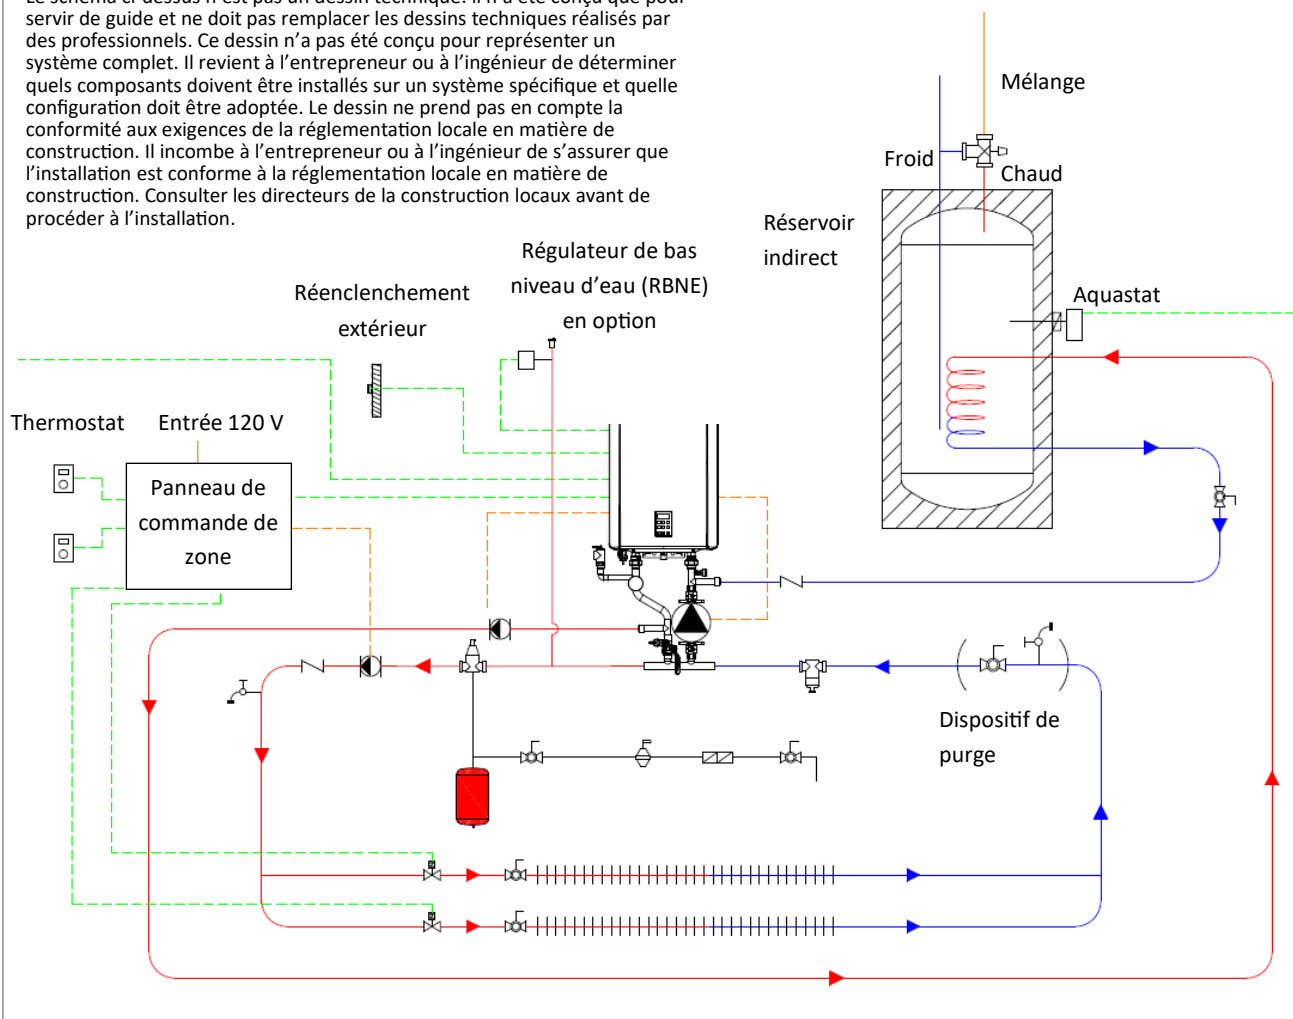 servir de guide et ne doit pas remplacer les dessins techniques réalisés par
des professionnels. Ce dessin n’a pas été conçu pour représenter un
système complet. Il revient à l’entrepreneur ou à l’ingénieur de déterminer
quels composants doivent être installés sur un système spécifique et quelle
configuration doit être adoptée. Le dessin ne prend pas en compte la
conformité aux exigences de la réglementation locale en matière de
construction. Il incombe à l’entrepreneur ou à l’ingénieur de s’assurer que
l’installation est conforme à la réglementation locale en matière de
construction. Consulter les directeurs de la construction locaux avant de
procéder à l’installation.
Mélange
Froid
Chaud
Réservoir
indirect
Régulateur de bas
niveau d’eau (RBNE)
en option
Réenclenchement
extérieur
Aquastat
Thermostat
Entrée 120 V
Panneau de
commande de
zone
Dispositif de
purge